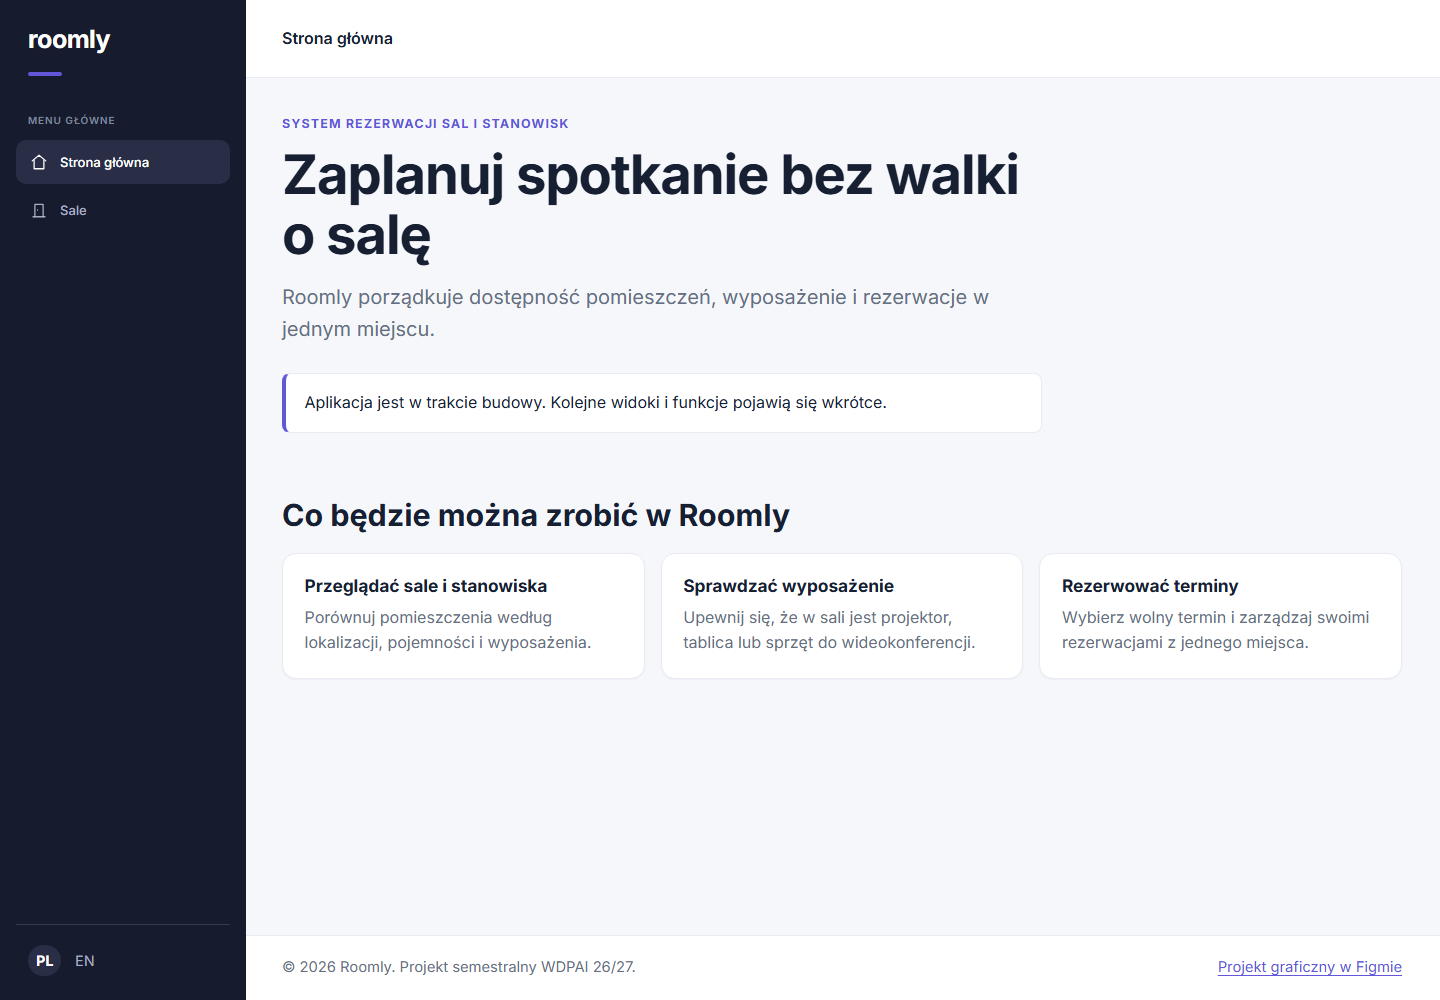 roomly
MENU GŁÓWNE
Strona główna
Sale
PL EN
Strona główna
SYSTEM REZERWACJI SAL I STANOWISK
Zaplanuj spotkanie bez walki
o salę
Roomly porządkuje dostępność pomieszczeń, wyposażenie i rezerwacje w
jednym miejscu.
Aplikacja jest w trakcie budowy. Kolejne widoki i funkcje pojawią się wkrótce.
Co będzie można zrobić w Roomly
Przeglądać sale i stanowiska
Porównuj pomieszczenia według
lokalizacji, pojemności i wyposażenia.
Sprawdzać wyposażenie
Upewnij się, że w sali jest projektor,
tablica lub sprzęt do wideokonferencji.
Rezerwować terminy
Wybierz wolny termin i zarządzaj swoimi
rezerwacjami z jednego miejsca.
© 2026 Roomly. Projekt semestralny WDPAI 26/27.
Projekt graficzny w Figmie